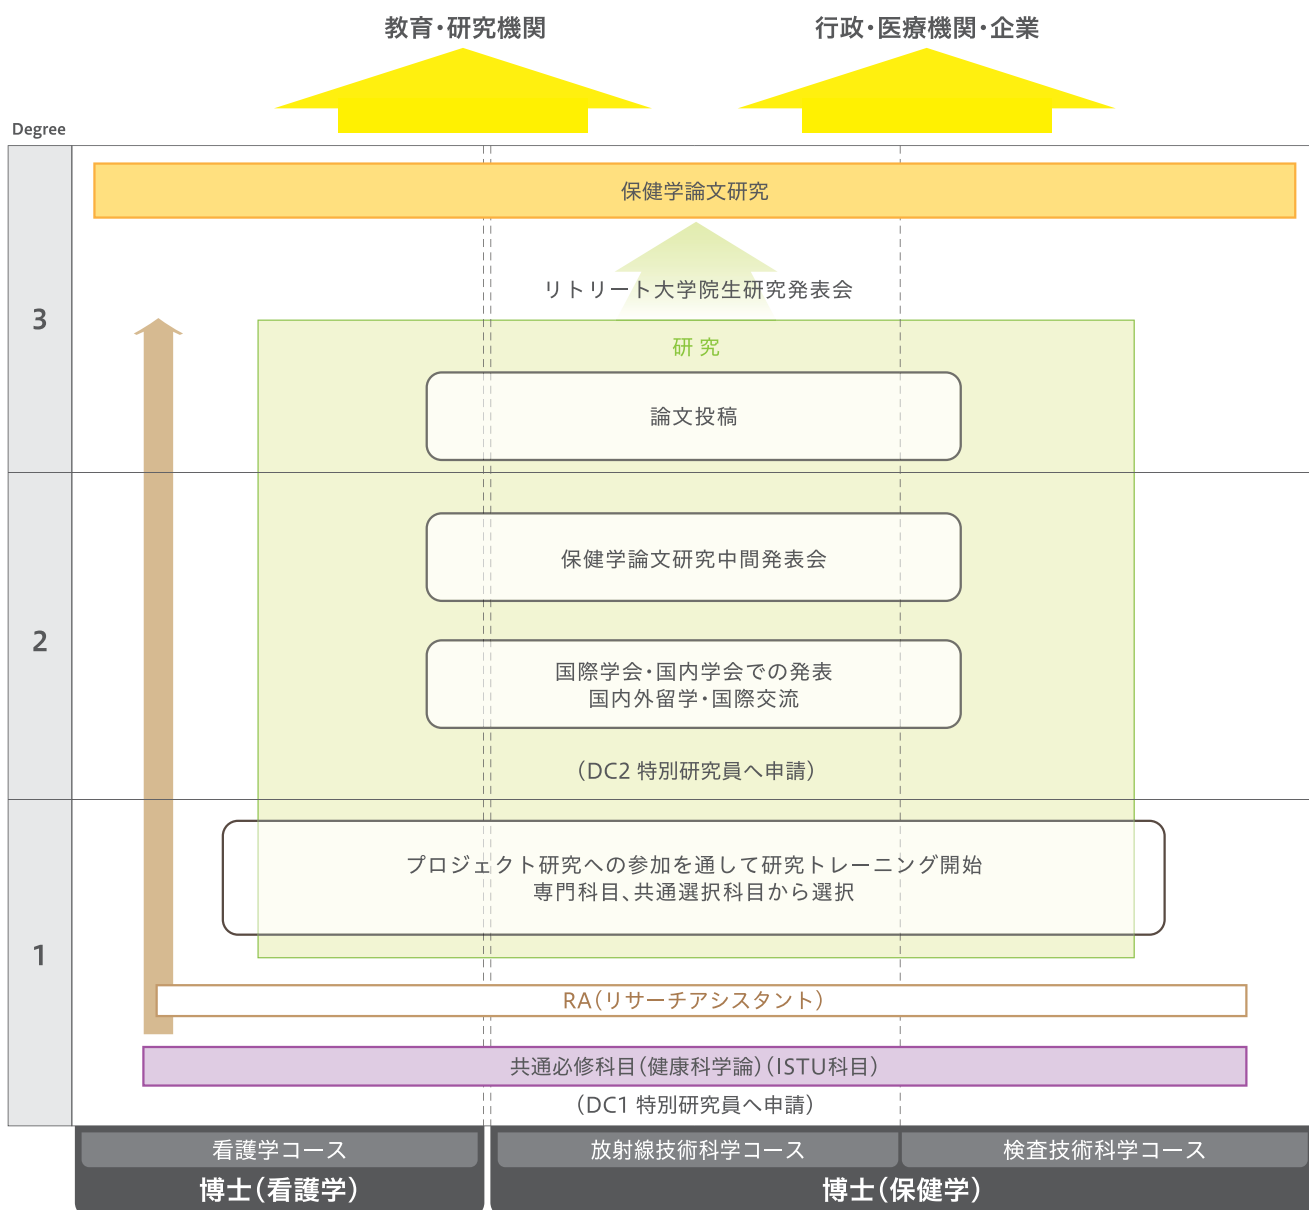 教育・研究機関
行政・医療機関・企業
Degree
保健学論文研究
リトリート大学院生研究発表会
3
研 究
論文投稿
保健学論文研究中間発表会
2
国際学会・国内学会での発表
国内外留学・国際交流
(DC2 特別研究員へ申請)
プロジェクト研究への参加を通して研究トレーニング開始
専門科目、共通選択科目から選択
1
RA(リサーチアシスタント)
共通必修科目(健康科学論)(ISTU科目)
(DC1 特別研究員へ申請)
看護学コース
放射線技術科学コース
検査技術科学コース
博士(看護学)
博士(保健学)